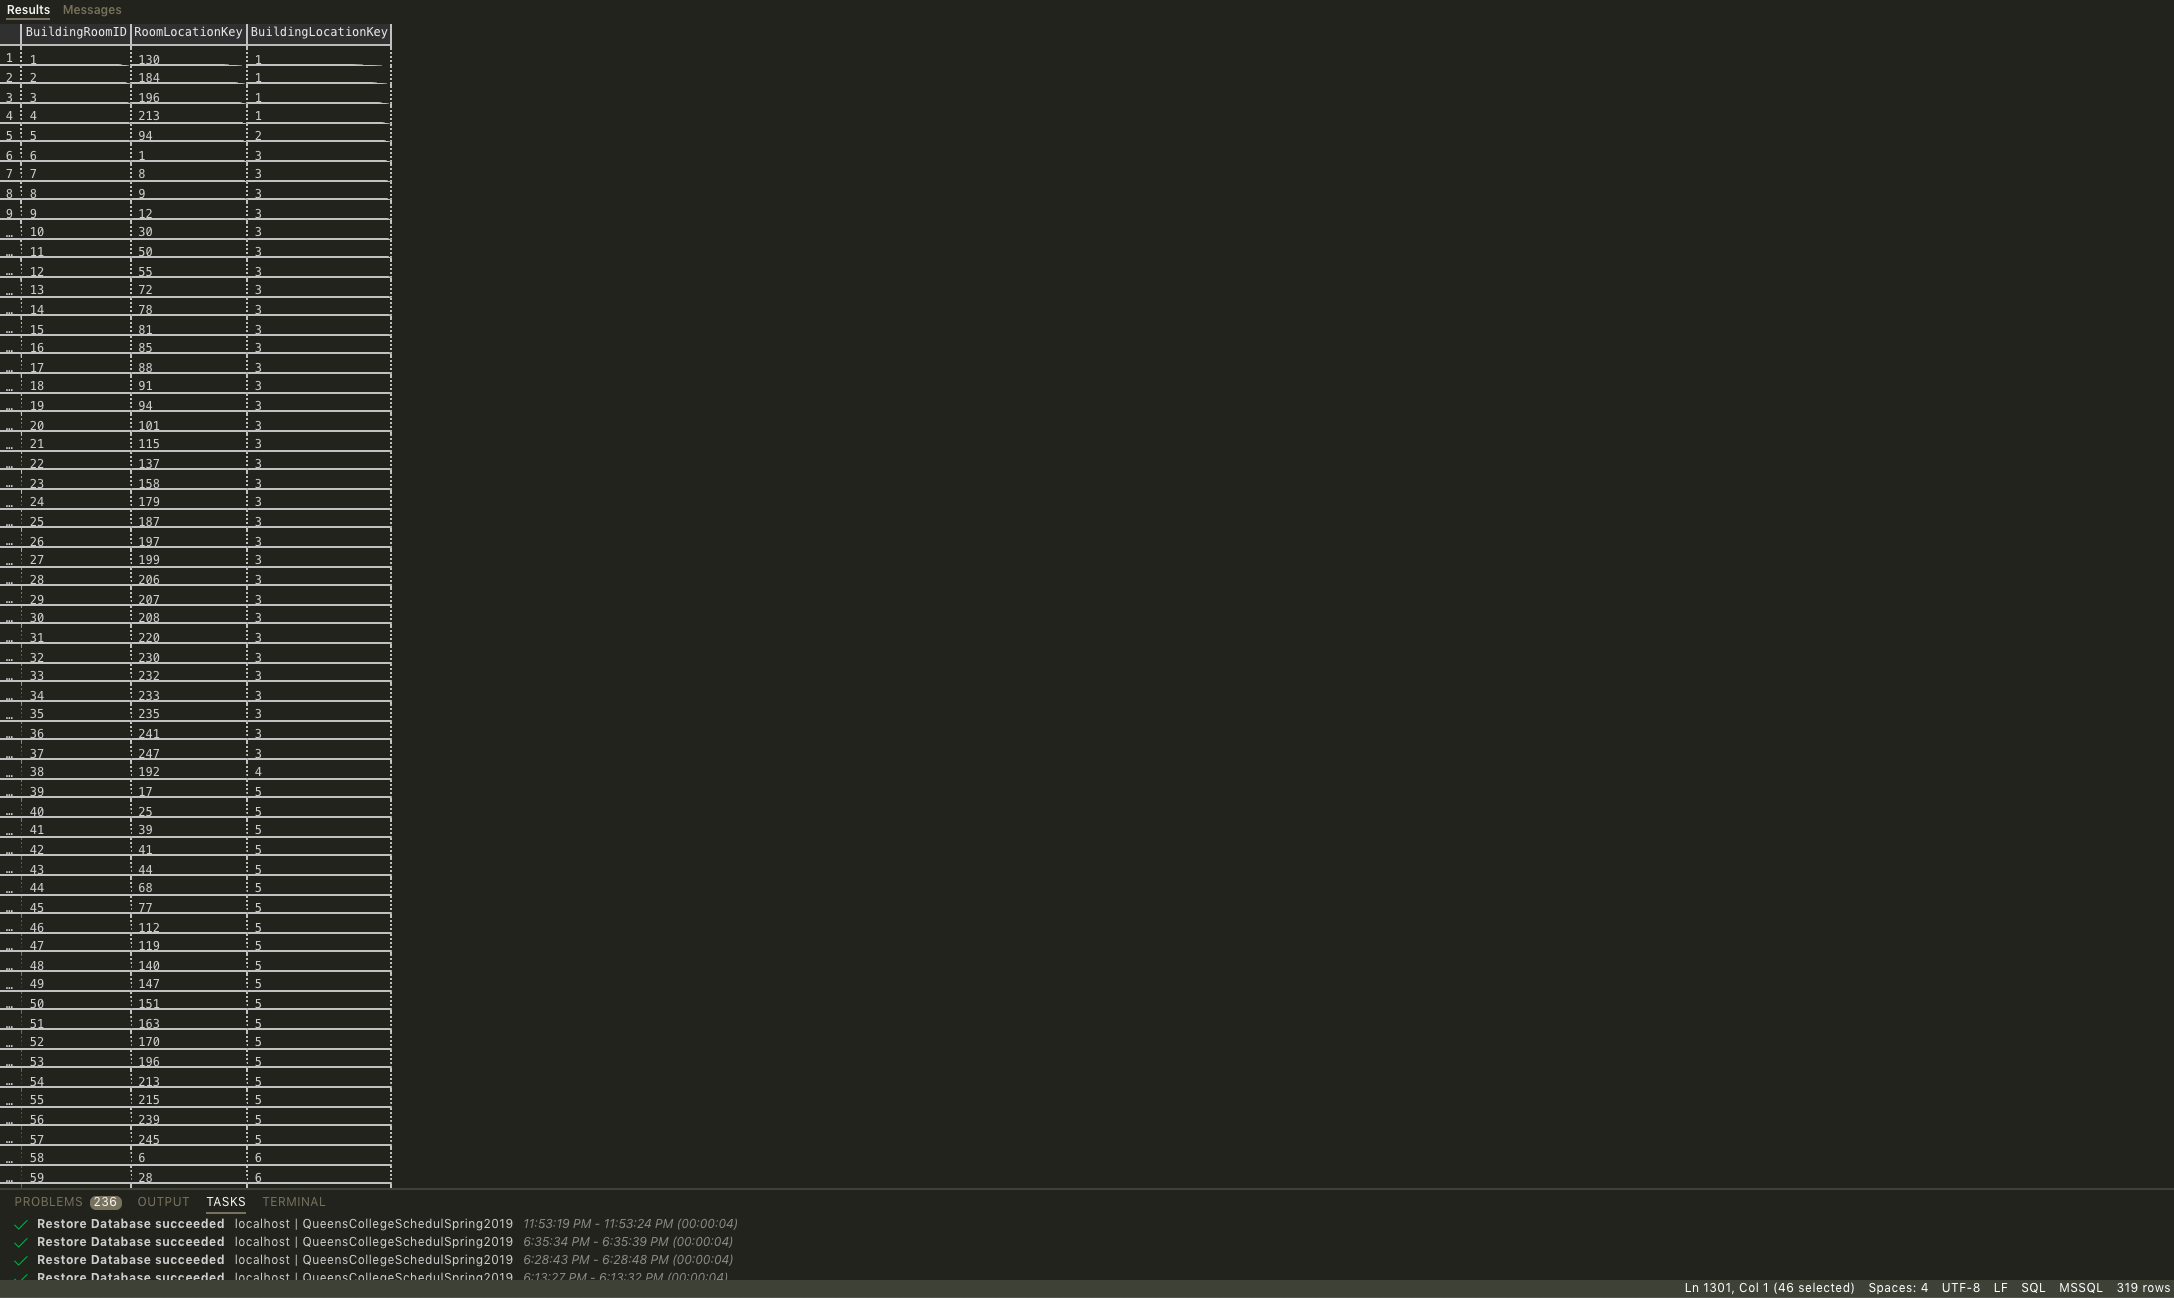 Results Messages
BuildingRoomID RoomLocationKey BuildingLocationKey
1 1 130 1
2 2 184 1
3 3 196 1
4 4 213 1
5 5 94 2
6 6 1 3
7 7 8 3
8 8 9 3
9 9 12 3
… 10 30 3
… 11 50 3
… 12 55 3
… 13 72 3
… 14 78 3
… 15 81 3
… 16 85 3
… 17 88 3
… 18 91 3
… 19 94 3
… 20 101 3
… 21 115 3
… 22 137 3
… 23 158 3
… 24 179 3
… 25 187 3
… 26 197 3
… 27 199 3
… 28 206 3
… 29 207 3
… 30 208 3
… 31 220 3
… 32 230 3
… 33 232 3
… 34 233 3
… 35 235 3
… 36 241 3
… 37 247 3
… 38 192 4
… 39 17 5
… 40 25 5
… 41 39 5
… 42 41 5
… 43 44 5
… 44 68 5
… 45 77 5
… 46 112 5
… 47 119 5
… 48 140 5
… 49 147 5
… 50 151 5
… 51 163 5
… 52 170 5
… 53 196 5
… 54 213 5
… 55 215 5
… 56 239 5
… 57 245 5
… 58 6 6
… 59 28 6
PROBLEMS 236 OUTPUT TASKS TERMINAL
Restore Database succeeded localhost | QueensCollegeSchedulSpring2019 11:53:19 PM - 11:53:24 PM (00:00:04)
Restore Database succeeded localhost | QueensCollegeSchedulSpring2019 6:35:34 PM - 6:35:39 PM (00:00:04)
Restore Database succeeded localhost | QueensCollegeSchedulSpring2019 6:28:43 PM - 6:28:48 PM (00:00:04)
Restore Database succeeded localhost | QueensCollegeSchedulSpring2019 6:13:27 PM - 6:13:32 PM (00:00:04)
Ln 1301, Col 1 (46 selected) Spaces: 4 UTF-8 LF SQL MSSQL 319 rows